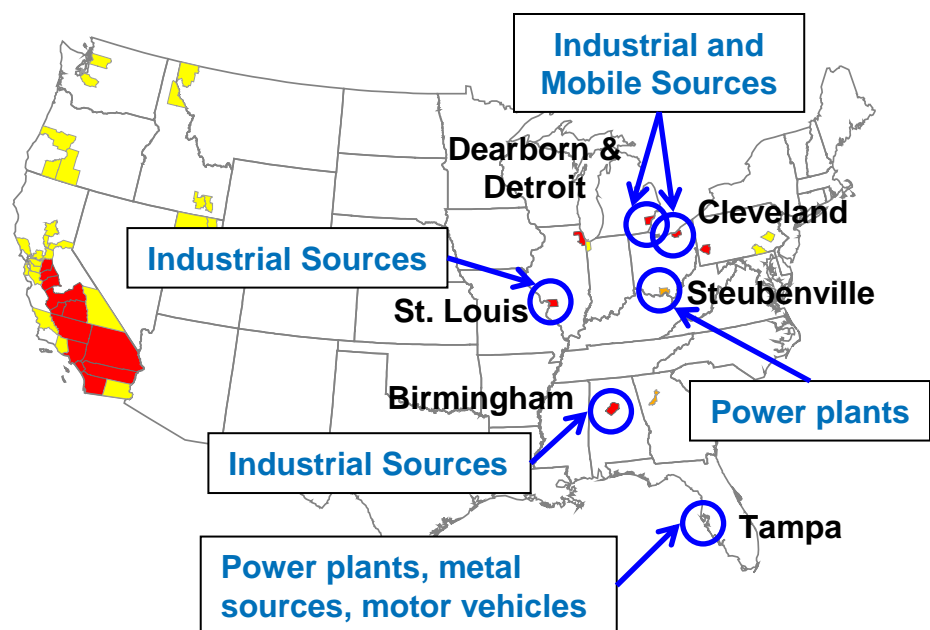 Industrial and
Mobile Sources
Dearborn &
Detroit
Cleveland
Industrial Sources
St. Louis
Steubenville
Birmingham
Power plants
Industrial Sources
Tampa
Power plants, metal
sources, motor vehicles